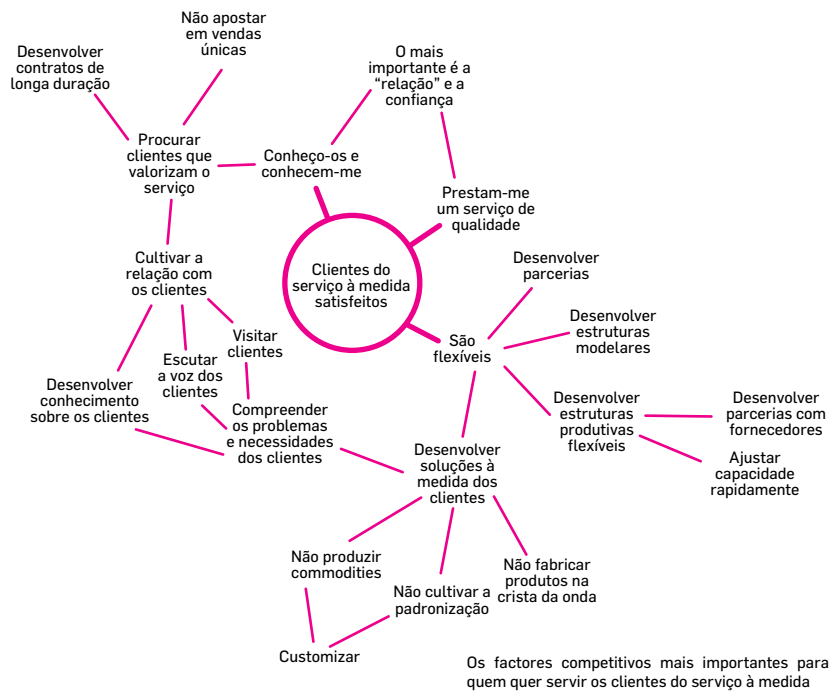 Não apostar
em vendas
únicas
Desenvolver
contratos de
longa duração
O mais
importante é a
“relação” e a
confiança
Procurar
clientes que
valorizam o
serviço
Conheço-os e
conhecem-me
Prestam-me
um serviço de
qualidade
Cultivar a
relação com
os clientes
Clientes do
serviço à medida
satisfeitos
Desenvolver
parcerias
Desenvolver
estruturas
modelares
São
flexíveis
Visitar
clientes
Escutar
a voz dos
clientes
Desenvolver
conhecimento
sobre os clientes
Compreender
os problemas
e necessidades
dos clientes
Desenvolver
estruturas
produtivas
flexíveis
Desenvolver
parcerias com
fornecedores
Ajustar
capacidade
rapidamente
Desenvolver
soluções à
medida dos
clientes
Não produzir
commodities
Não cultivar a
padronização
Não fabricar
produtos na
crista da onda
Customizar
Os factores competitivos mais importantes para
quem quer servir os clientes do serviço à medida